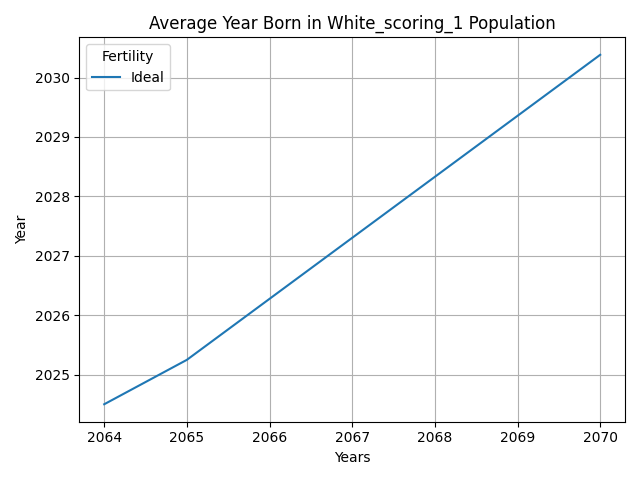 Average Year Born in White_scoring_1 Population
Fertility
Ideal
2030
2029
2028
2027
2026
2025
Year
2064 2065 2066 2067 2068 2069 2070
Years